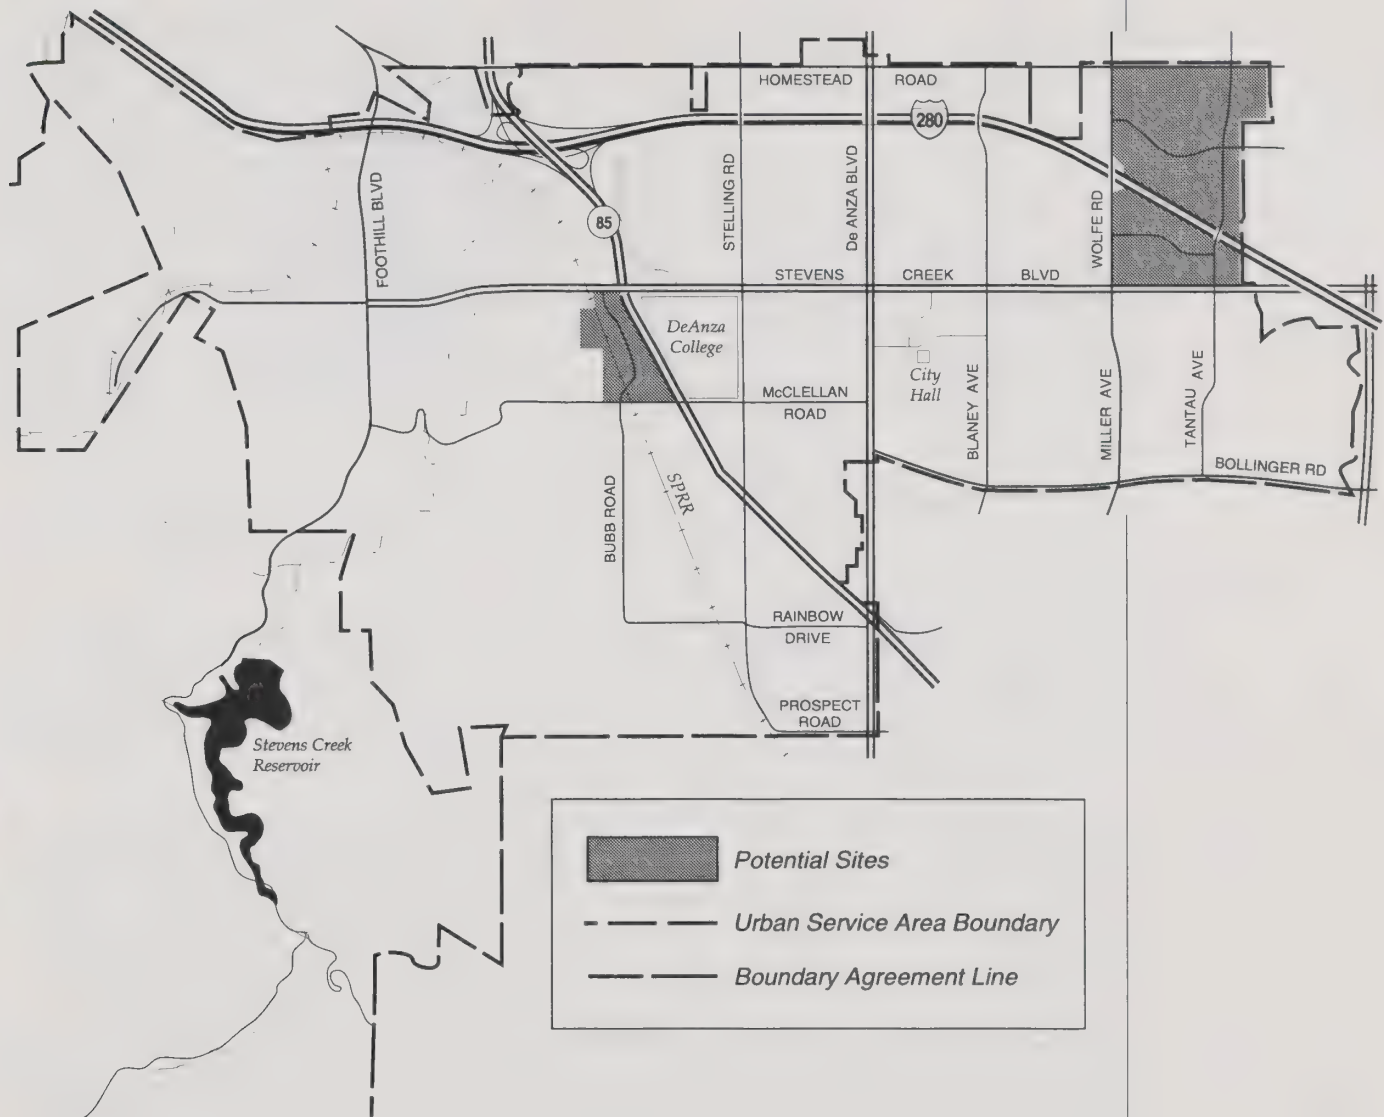 HOMESTEAD ROAD
280
FOOTHILL BLVD
85
STELLING RD
De ANZA BLVD
WOLFE RD
STEVENS CREEK BLVD
DeAnza
College
City
Hall
McCLELLAN
ROAD
BLANEY AVE
MILLER AVE
TANTAU AVE
BOLLINGER RD
BUBB ROAD
SPRR
RAINBOW
DRIVE
PROSPECT
ROAD
Stevens Creek
Reservoir
Potential Sites
Urban Service Area Boundary
Boundary Agreement Line